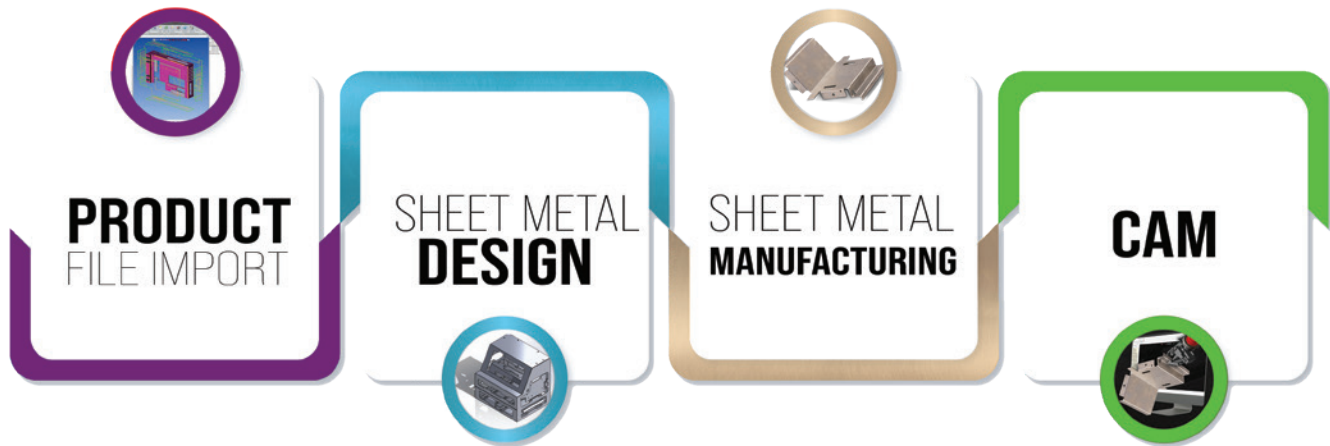 PRODUCT
FILE IMPORT
SHEET METAL
DESIGN
SHEET METAL
MANUFACTURING
CAM